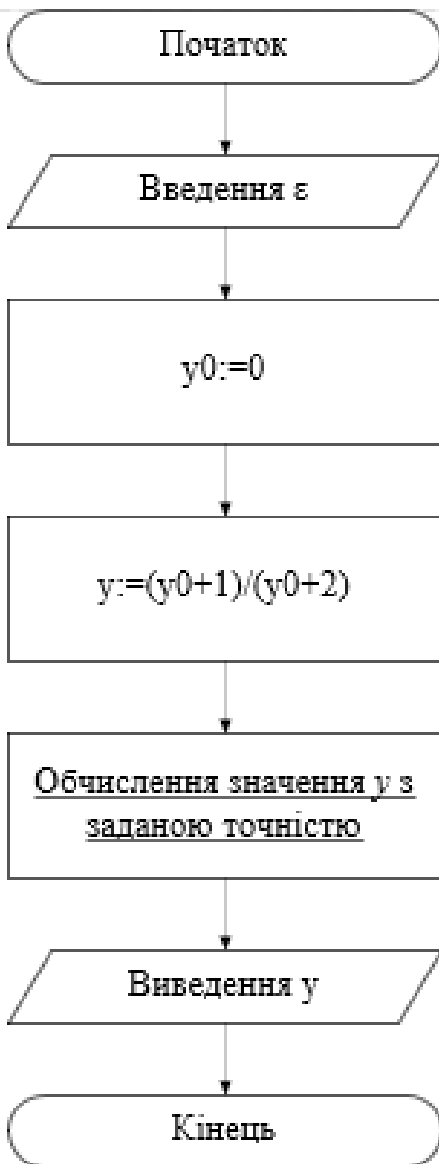 Початок
Введення ε
y0:=0
y:=(y0+1)/(y0+2)
Обчислення значення y з
заданою точністю
Виведення y
Кінець